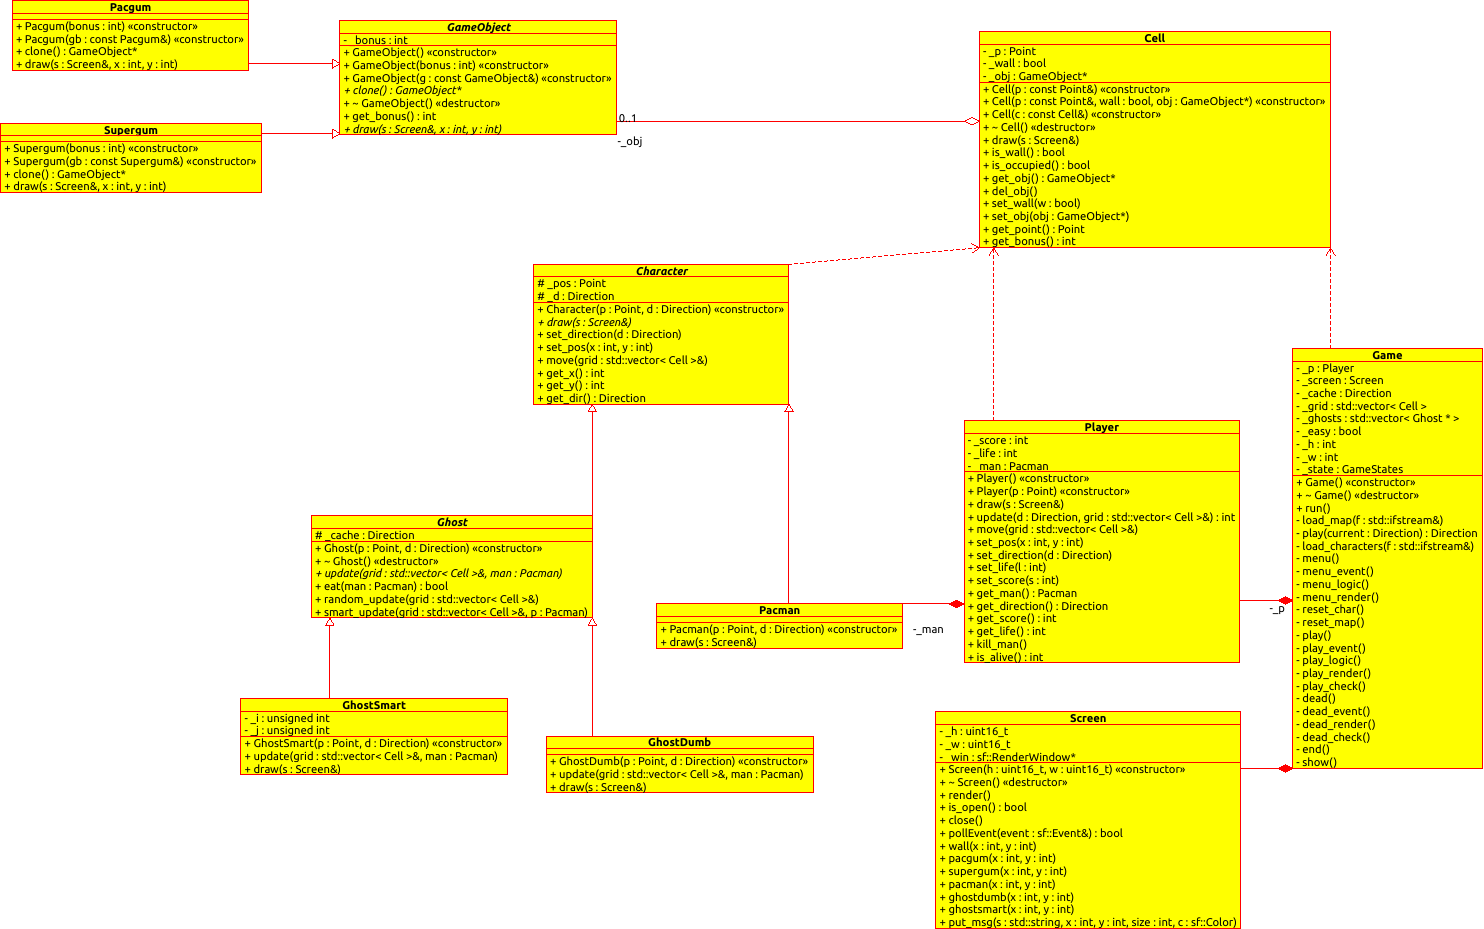 Pacgum
+ Pacgum(bonus : int) «constructor»
+ Pacgum(gb : const Pacgum&) «constructor»
+ clone() : GameObject*
+ draw(s : Screen&, x : int, y : int)
Supergum
+ Supergum(bonus : int) «constructor»
+ Supergum(gb : const Supergum&) «constructor»
+ clone() : GameObject*
+ draw(s : Screen&, x : int, y : int)
GameObject
- _bonus : int
+ GameObject() «constructor»
+ GameObject(bonus : int) «constructor»
+ GameObject(g : const GameObject&) «constructor»
+ clone() : GameObject*
+ ~ GameObject() «destructor»
+ get_bonus() : int
+ draw(s : Screen&, x : int, y : int)
0..1
-_obj
Cell
- _p : Point
- _wall : bool
- _obj : GameObject*
+ Cell(p : const Point&) «constructor»
+ Cell(p : const Point&, wall : bool, obj : GameObject*) «constructor»
+ Cell(c : const Cell&) «constructor»
+ ~ Cell() «destructor»
+ draw(s : Screen&)
+ is_wall() : bool
+ is_occupied() : bool
+ get_obj() : GameObject*
+ del_obj()
+ set_wall(w : bool)
+ set_obj(obj : GameObject*)
+ get_point() : Point
+ get_bonus() : int
Character
# _pos : Point
# _d : Direction
+ Character(p : Point, d : Direction) «constructor»
+ draw(s : Screen&)
+ set_direction(d : Direction)
+ set_pos(x : int, y : int)
+ move(grid : std::vector< Cell >&)
+ get_x() : int
+ get_y() : int
+ get_dir() : Direction
Game
- _p : Player
- _screen : Screen
- _cache : Direction
- _grid : std::vector< Cell >
- _ghosts : std::vector< Ghost * >
- _easy : bool
- _h : int
- _w : int
- _state : GameStates
+ Game() «constructor»
+ ~ Game() «destructor»
+ run()
- load_map(f : std::ifstream&)
- play(current : Direction) : Direction
- load_characters(f : std::ifstream&)
- menu()
- menu_event()
- menu_logic()
- menu_render()
- reset_char()
- reset_map()
- play()
- play_event()
- play_logic()
- play_render()
- play_check()
- dead()
- dead_event()
- dead_render()
- dead_check()
- end()
- show()
Player
- _score : int
- _life : int
- _man : Pacman
+ Player() «constructor»
+ Player(p : Point) «constructor»
+ draw(s : Screen&)
+ update(d : Direction, grid : std::vector< Cell >&) : int
+ move(grid : std::vector< Cell >&)
+ set_pos(x : int, y : int)
+ set_direction(d : Direction)
+ set_life(l : int)
+ set_score(s : int)
+ get_man() : Pacman
+ get_direction() : Direction
+ get_score() : int
+ get_life() : int
+ kill_man()
+ is_alive() : int
-_p
Ghost
# _cache : Direction
+ Ghost(p : Point, d : Direction) «constructor»
+ ~ Ghost() «destructor»
+ update(grid : std::vector< Cell >&, man : Pacman)
+ eat(man : Pacman) : bool
+ random_update(grid : std::vector< Cell >&)
+ smart_update(grid : std::vector< Cell >&, p : Pacman)
Pacman
+ Pacman(p : Point, d : Direction) «constructor»
+ draw(s : Screen&)
-_man
GhostSmart
- _i : unsigned int
- _j : unsigned int
+ GhostSmart(p : Point, d : Direction) «constructor»
+ update(grid : std::vector< Cell >&, man : Pacman)
+ draw(s : Screen&)
GhostDumb
+ GhostDumb(p : Point, d : Direction) «constructor»
+ update(grid : std::vector< Cell >&, man : Pacman)
+ draw(s : Screen&)
Screen
- _h : uint16_t
- _w : uint16_t
- _win : sf::RenderWindow*
+ Screen(h : uint16_t, w : uint16_t) «constructor»
+ ~ Screen() «destructor»
+ render()
+ is_open() : bool
+ close()
+ pollEvent(event : sf::Event&) : bool
+ wall(x : int, y : int)
+ pacgum(x : int, y : int)
+ supergum(x : int, y : int)
+ pacman(x : int, y : int)
+ ghostdumb(x : int, y : int)
+ ghostsmart(x : int, y : int)
+ put_msg(s : std::string, x : int, y : int, size : int, c : sf::Color)